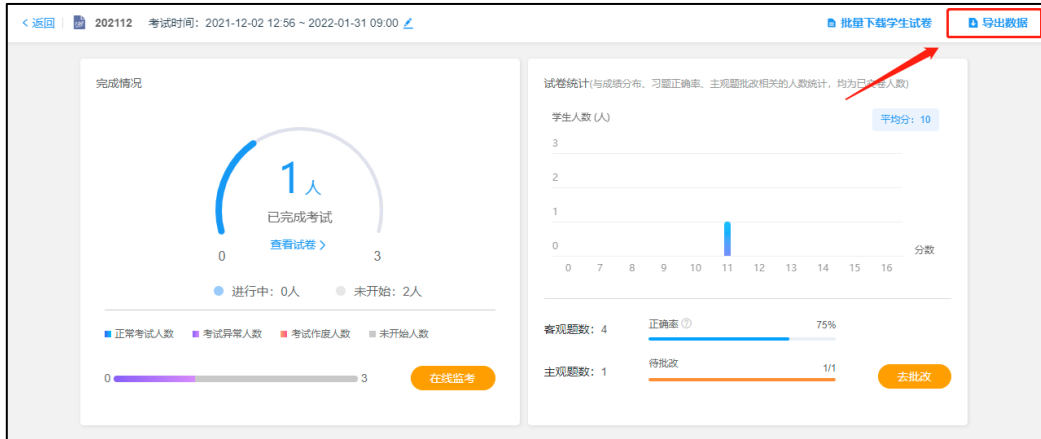 < 返回 202112 考试时间：2021-12-02 12:56 ~ 2022-01-31 09:00 批量下载学生试卷 导出数据
完成情况
1人
已完成考试
查看试卷 >
0 3
进行中：0人 未开始：2人
正常考试人数 考试异常人数 考试作废人数 未开始人数
0 3 在线监考
试卷统计(与成绩分布、习题正确率、主观题批改相关的人数统计，均为已交卷人数)
学生人数 (人) 平均分：10
3
2
1
0
分数
0 7 8 9 10 11 12 13 14 15 16
客观题数：4 正确率 ? 75%
主观题数：1 待批改 1/1 去批改